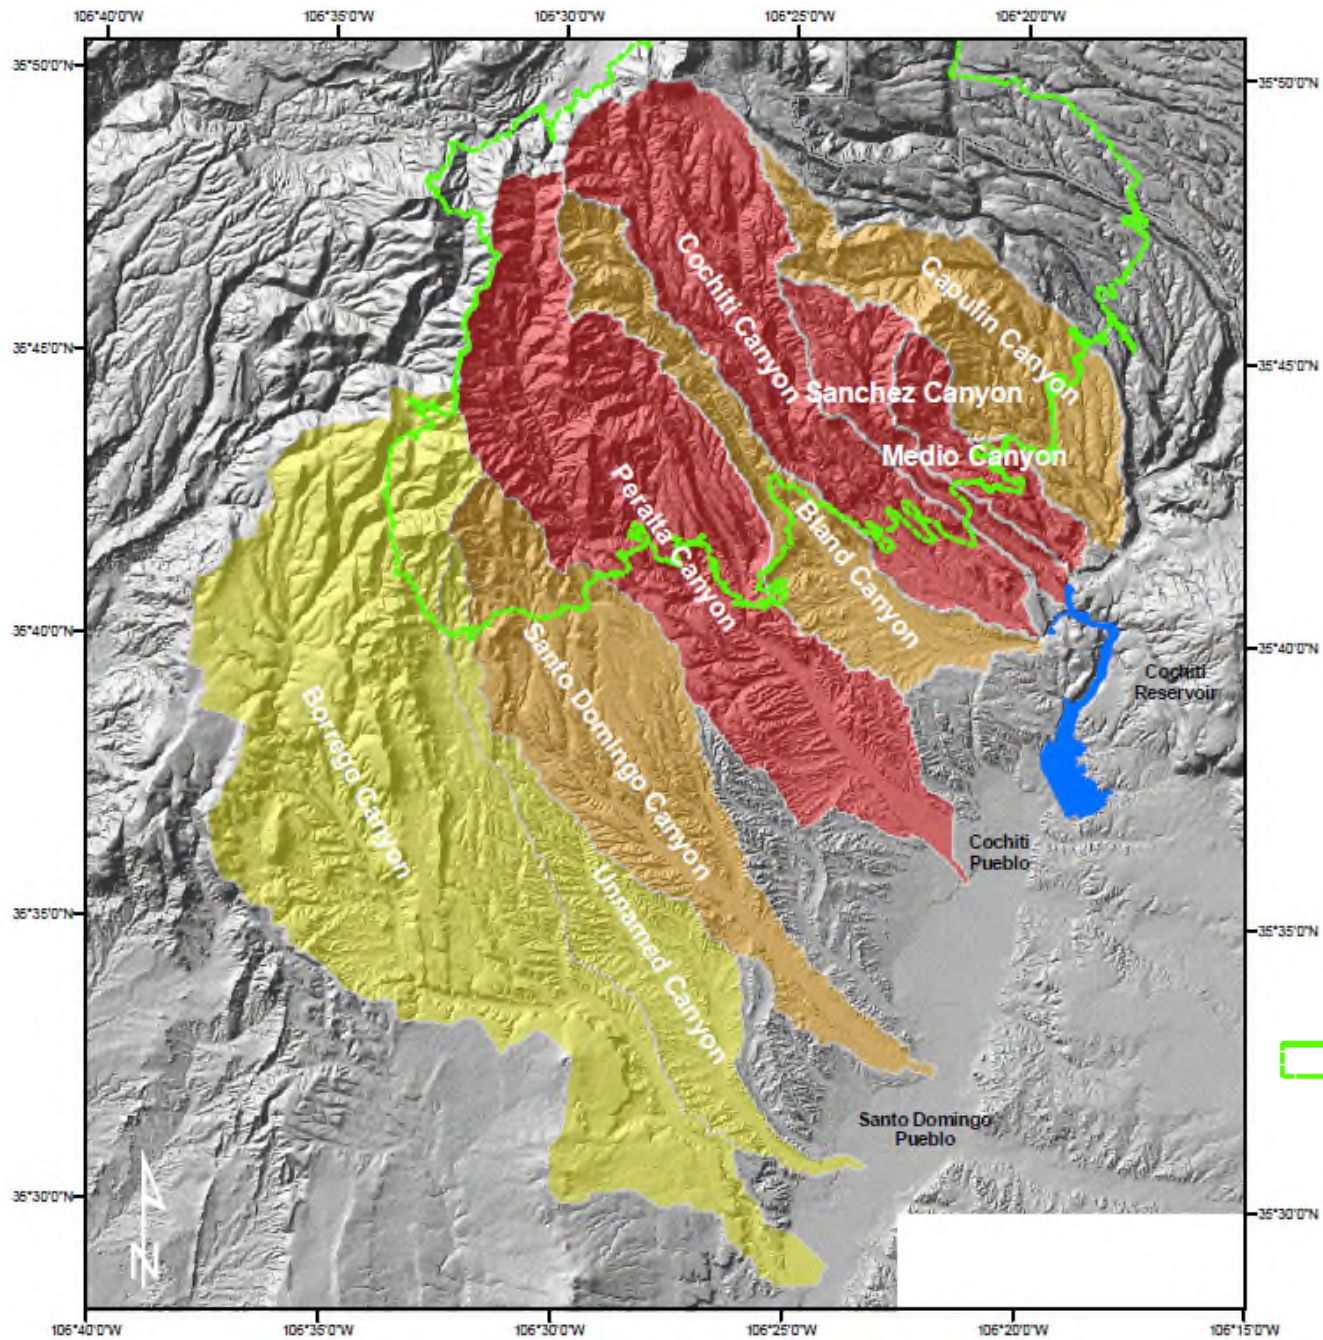 106°40'0"W 106°35'0"W 106°30'0"W 106°25'0"W 106°20'0"W
35°50'0"N 35°50'0"N
Cochiti Canyon
Capulin Canyon
35°45'0"N 35°45'0"N
Sanchez Canyon
Medio Canyon
Peralta Canyon
Bland Canyon
35°40'0"N 35°40'0"N
Santo Domingo Canyon
Cochiti
Reservoir
Borrego Canyon
Cochiti
Pueblo
Unnamed Canyon
35°35'0"N 35°35'0"N
Santo Domingo
Pueblo
35°30'0"N 35°30'0"N
N
106°40'0"W 106°35'0"W 106°30'0"W 106°25'0"W 106°20'0"W 106°15'0"W